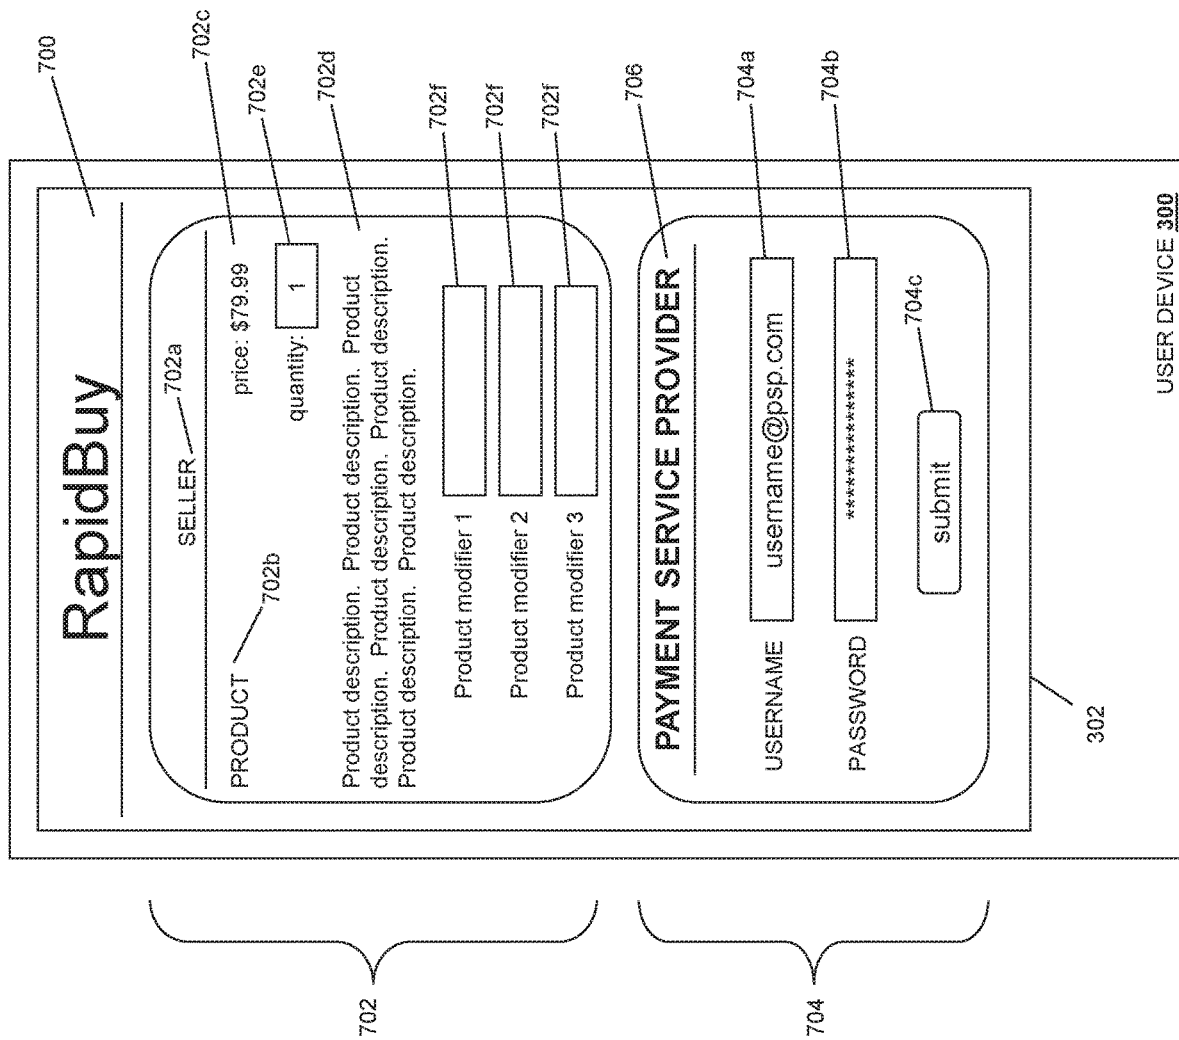 RapidBuy
700
SELLER
702a
PRODUCT
702b
price: $79.99
702c
quantity: 1
702e
Product description. Product description. Product
description. Product description. Product description.
Product description. Product description.
702d
Product modifier 1
702f
Product modifier 2
702f
Product modifier 3
702f
702
PAYMENT SERVICE PROVIDER
706
USERNAME username@psp.com
704a
PASSWORD ****************
704b
submit
704c
704
302
USER DEVICE 300